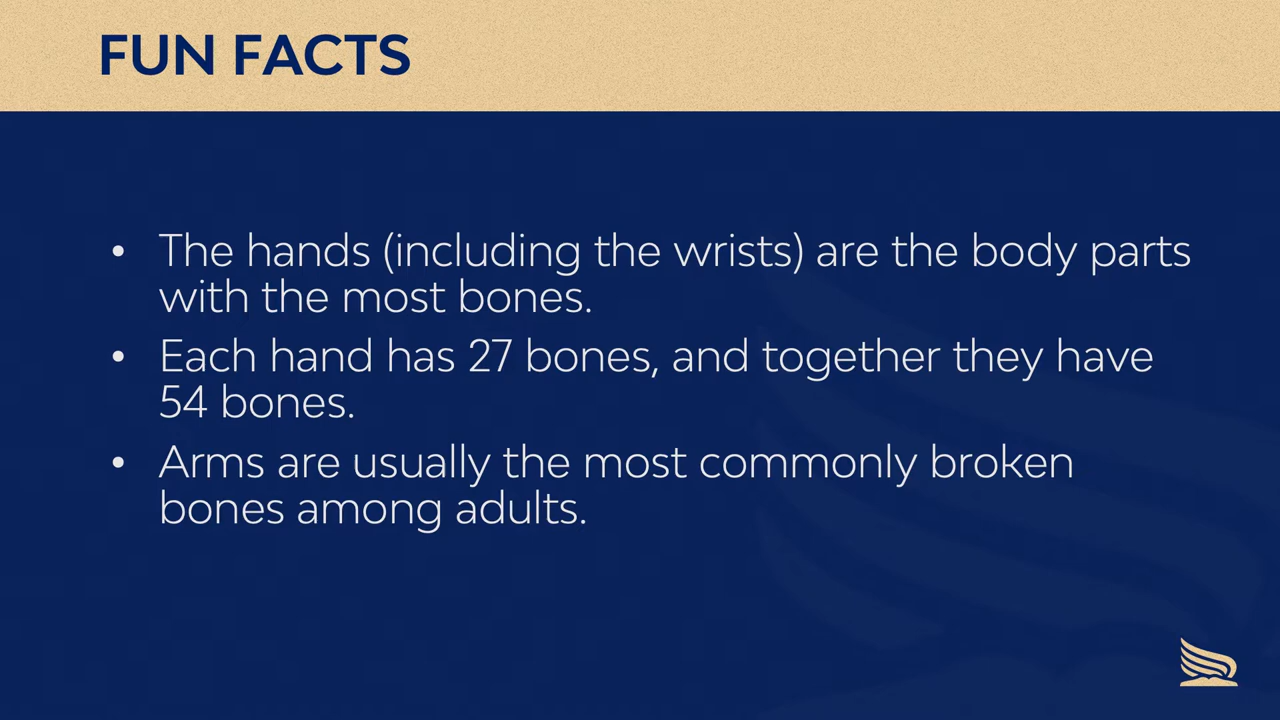 FUN FACTS
• The hands (including the wrists) are the body parts
with the most bones.
• Each hand has 27 bones, and together they have
54 bones.
• Arms are usually the most commonly broken
bones among adults.